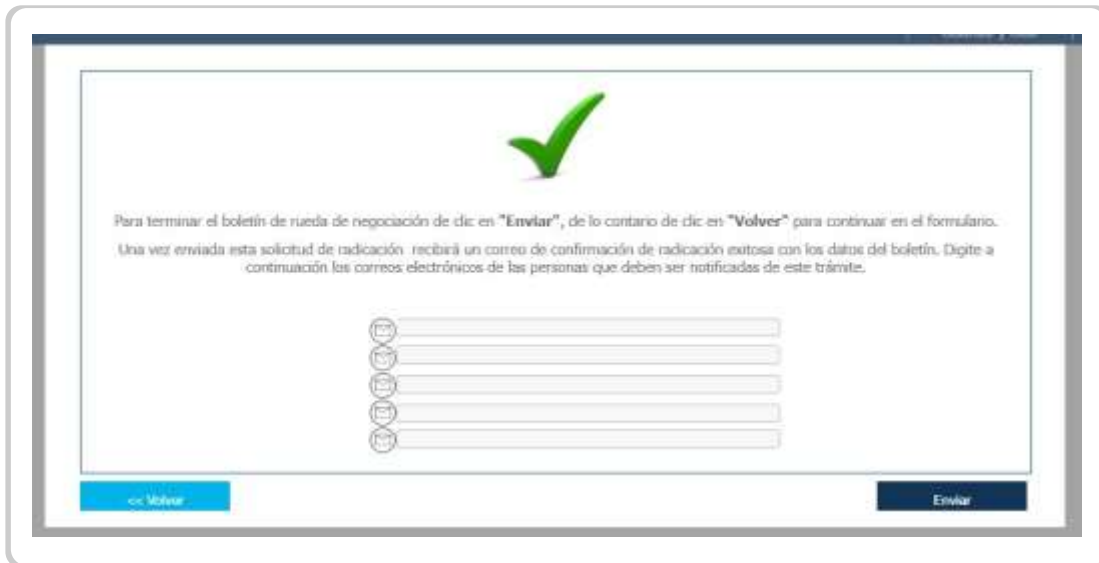 Para terminar el boletín de rueda de negociación de clic en "Enviar", de lo contario de clic en "Volver" para continuar en el formulario.
Una vez enviada esta solicitud de radicación recibirá un correo de confirmación de radicación exitosa con los datos del boletín. Digite a
continuación los correos electrónicos de las personas que deben ser notificadas de este trámite.
<< Volver
Enviar